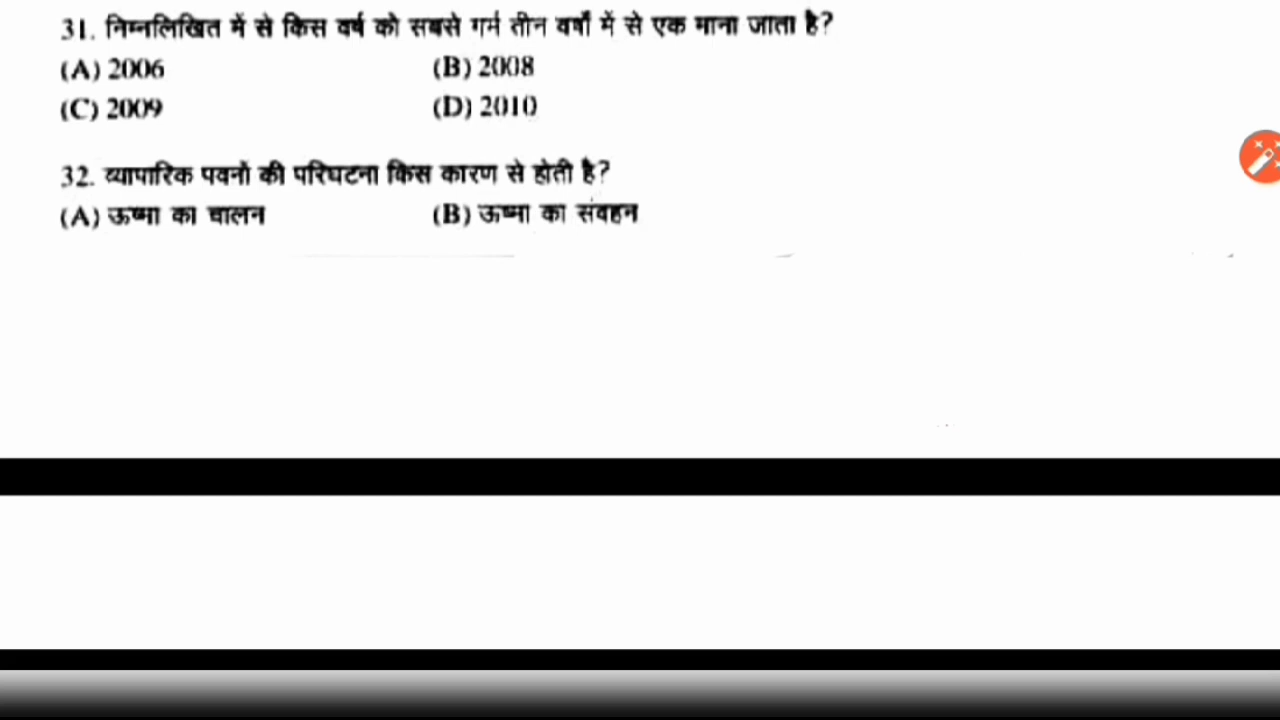 31. निम्नलिखित में से किस वर्ष को सबसे गर्म तीन वर्षों में से एक माना जाता है?
(A) 2006 (B) 2008
(C) 2009 (D) 2010
32. व्यापारिक पवनों की परिघटना किस कारण से होती है?
(A) ऊष्मा का चालन (B) ऊष्मा का संवहन